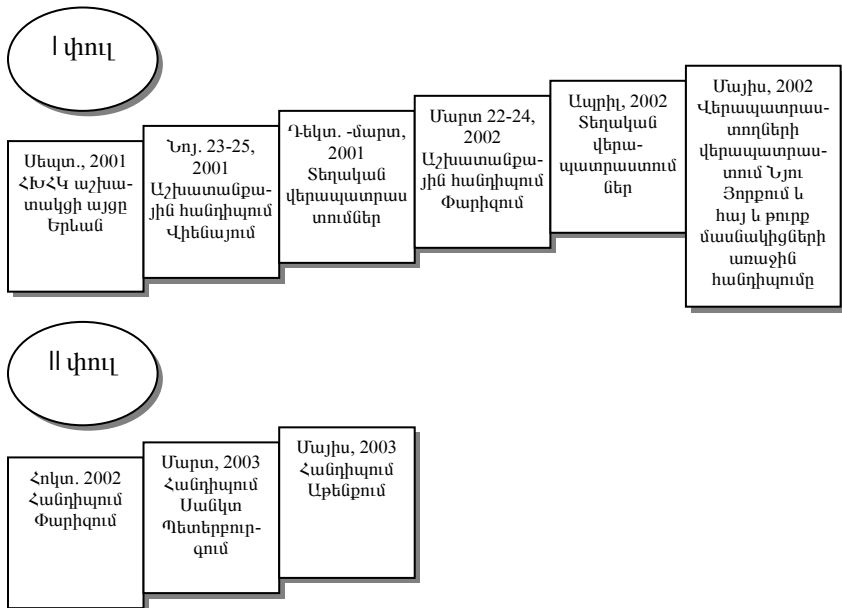 I փուլ
Սեպտ., 2001
ՀԽՀԿ աշխա-
տակցի այցը
Երևան
Նոյ. 23-25,
2001
Աշխատանքա-
յին հանդիպում
Վիենայում
Դեկտ. -մարտ,
2001
Տեղական
վերապատրաս
տումներ
Մարտ 22-24,
2002
Աշխատանքա-
յին հանդիպում
Փարիզում
Ապրիլ, 2002
Տեղական
վերա-
պատրաստում
ներ
Մայիս, 2002
Վերապատրաս-
տողների
վերապատրաս-
տում Նյու
Յորքում և
հայ և թուրք
մասնակիցների
առաջին
հանդիպումը
II փուլ
Հոկտ. 2002
Հանդիպում
Փարիզում
Մարտ, 2003
Հանդիպում
Սանկտ
Պետերբուր-
գում
Մայիս, 2003
Հանդիպում
Աթենքում